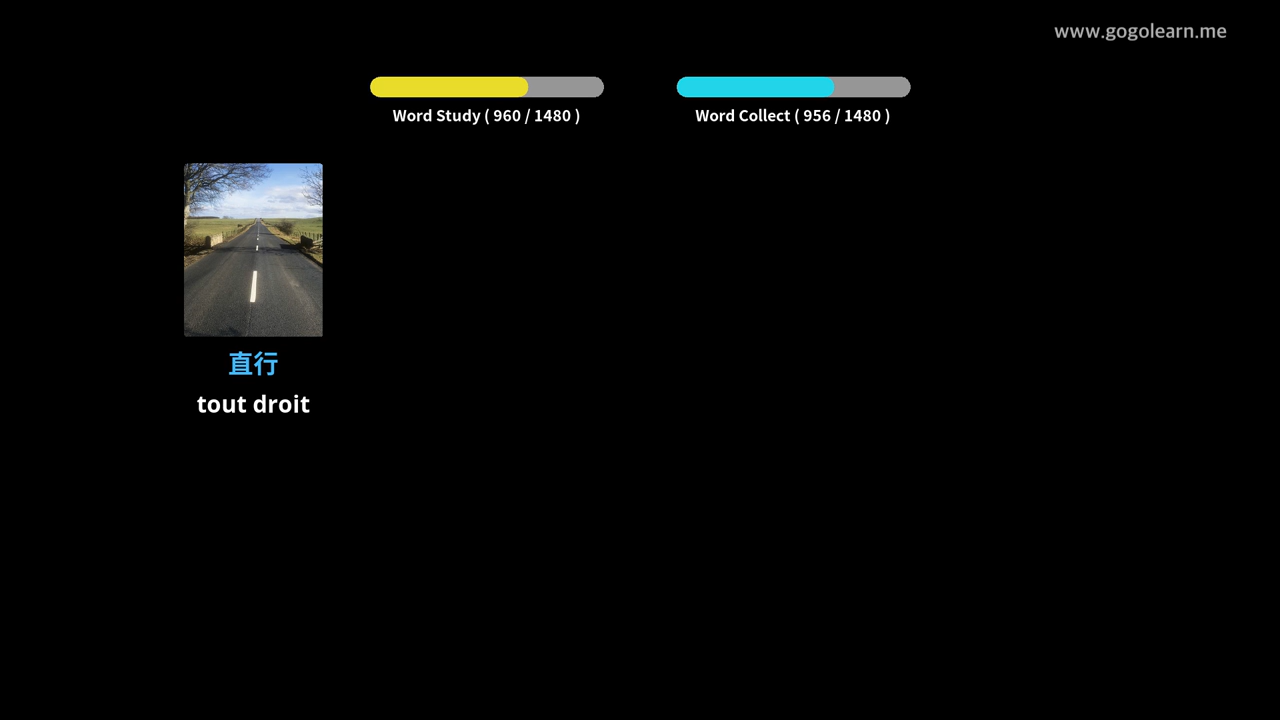 www.gogolearn.me
Word Study ( 960 / 1480 )
Word Collect ( 956 / 1480 )
直行
tout droit